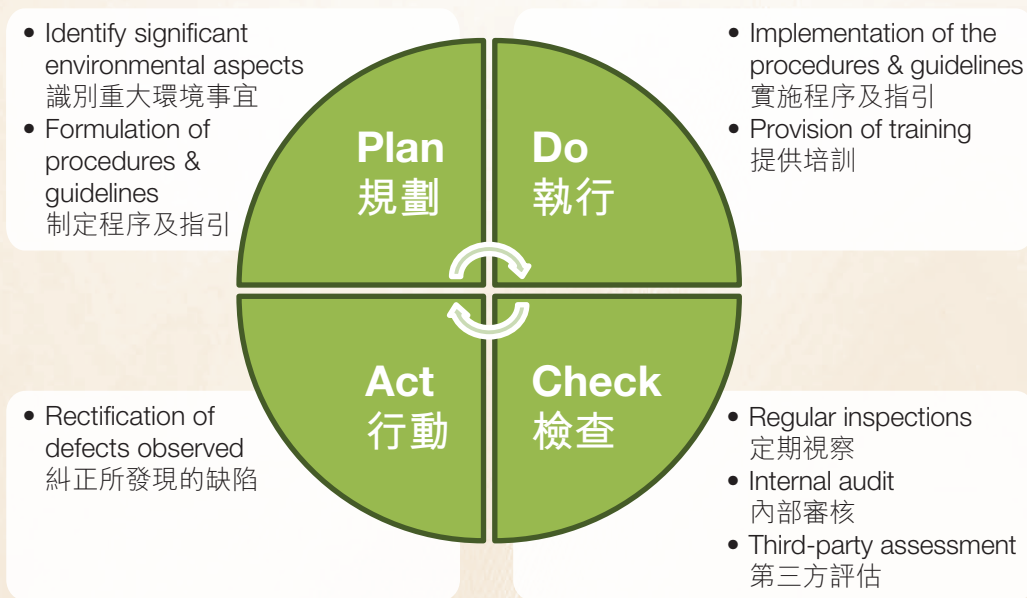 • Identify significant
environmental aspects
識別重大環境事宜
• Formulation of
procedures &
guidelines
制定程序及指引
Plan
規劃
Do
執行
• Implementation of the
procedures & guidelines
實施程序及指引
• Provision of training
提供培訓
• Rectification of
defects observed
糾正所發現的缺陷
Act
行動
Check
檢查
• Regular inspections
定期視察
• Internal audit
內部審核
• Third-party assessment
第三方評估